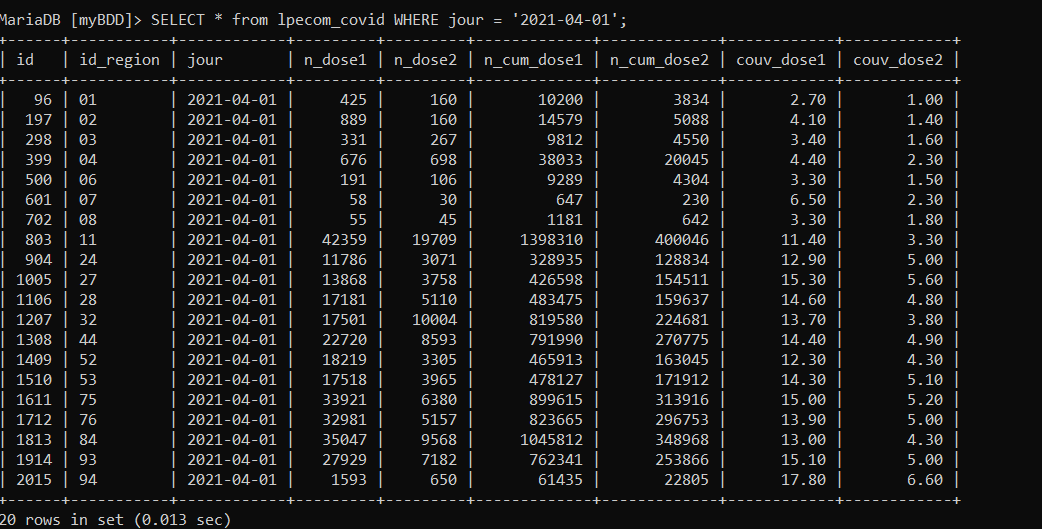 MariaDB [myBDD]> SELECT * from lpecom_covid WHERE jour = '2021-04-01';
+------+-----------+------------+---------+---------+-------------+-------------+-------------+-------------+
| id | id_region | jour | n_dose1 | n_dose2 | n_cum_dose1 | n_cum_dose2 | couv_dose1 | couv_dose2 |
+------+-----------+------------+---------+---------+-------------+-------------+-------------+-------------+
| 96 | 01 | 2021-04-01 | 425 | 160 | 10200 | 3834 | 2.70 | 1.00 |
| 197 | 02 | 2021-04-01 | 889 | 160 | 14579 | 5088 | 4.10 | 1.40 |
| 298 | 03 | 2021-04-01 | 331 | 267 | 9812 | 4550 | 3.40 | 1.60 |
| 399 | 04 | 2021-04-01 | 676 | 698 | 38033 | 20045 | 4.40 | 2.30 |
| 500 | 06 | 2021-04-01 | 191 | 106 | 9289 | 4304 | 3.30 | 1.50 |
| 601 | 07 | 2021-04-01 | 58 | 30 | 647 | 230 | 6.50 | 2.30 |
| 702 | 08 | 2021-04-01 | 55 | 45 | 1181 | 642 | 3.30 | 1.80 |
| 803 | 11 | 2021-04-01 | 42359 | 19709 | 1398310 | 400046 | 11.40 | 3.30 |
| 904 | 24 | 2021-04-01 | 11786 | 3071 | 328935 | 128834 | 12.90 | 5.00 |
| 1005 | 27 | 2021-04-01 | 13868 | 3758 | 426598 | 154511 | 15.30 | 5.60 |
| 1106 | 28 | 2021-04-01 | 17181 | 5110 | 483475 | 159637 | 14.60 | 4.80 |
| 1207 | 32 | 2021-04-01 | 17501 | 10004 | 819580 | 224681 | 13.70 | 3.80 |
| 1308 | 44 | 2021-04-01 | 22720 | 8593 | 791990 | 270775 | 14.40 | 4.90 |
| 1409 | 52 | 2021-04-01 | 18219 | 3305 | 465913 | 163045 | 12.30 | 4.30 |
| 1510 | 53 | 2021-04-01 | 17518 | 3965 | 478127 | 171912 | 14.30 | 5.10 |
| 1611 | 75 | 2021-04-01 | 33921 | 6380 | 899615 | 313916 | 15.00 | 5.20 |
| 1712 | 76 | 2021-04-01 | 32981 | 5157 | 823665 | 296753 | 13.90 | 5.00 |
| 1813 | 84 | 2021-04-01 | 35047 | 9568 | 1045812 | 348968 | 13.00 | 4.30 |
| 1914 | 93 | 2021-04-01 | 27929 | 7182 | 762341 | 253866 | 15.10 | 5.00 |
| 2015 | 94 | 2021-04-01 | 1593 | 650 | 61435 | 22805 | 17.80 | 6.60 |
+------+-----------+------------+---------+---------+-------------+-------------+-------------+-------------+
20 rows in set (0.013 sec)